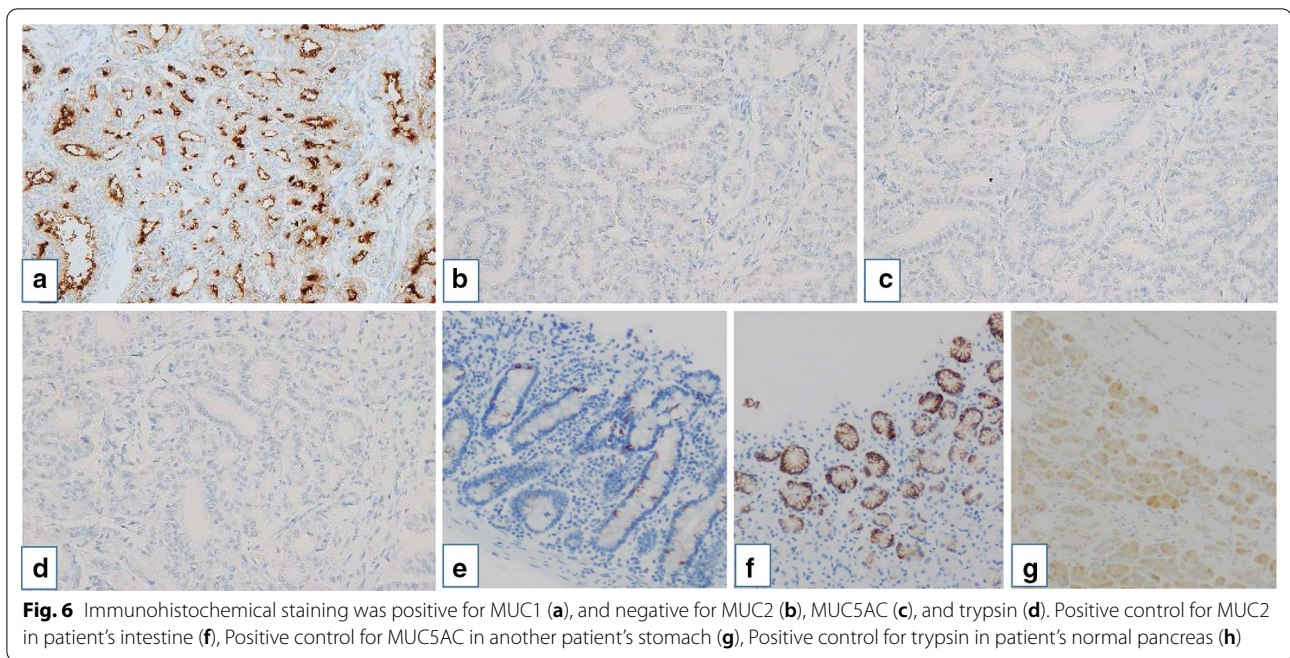 a
b
c
d
e
f
g
Fig. 6 Immunohistochemical staining was positive for MUC1 (a), and negative for MUC2 (b), MUC5AC (c), and trypsin (d). Positive control for MUC2
in patient's intestine (f), Positive control for MUC5AC in another patient's stomach (g), Positive control for trypsin in patient's normal pancreas (h)